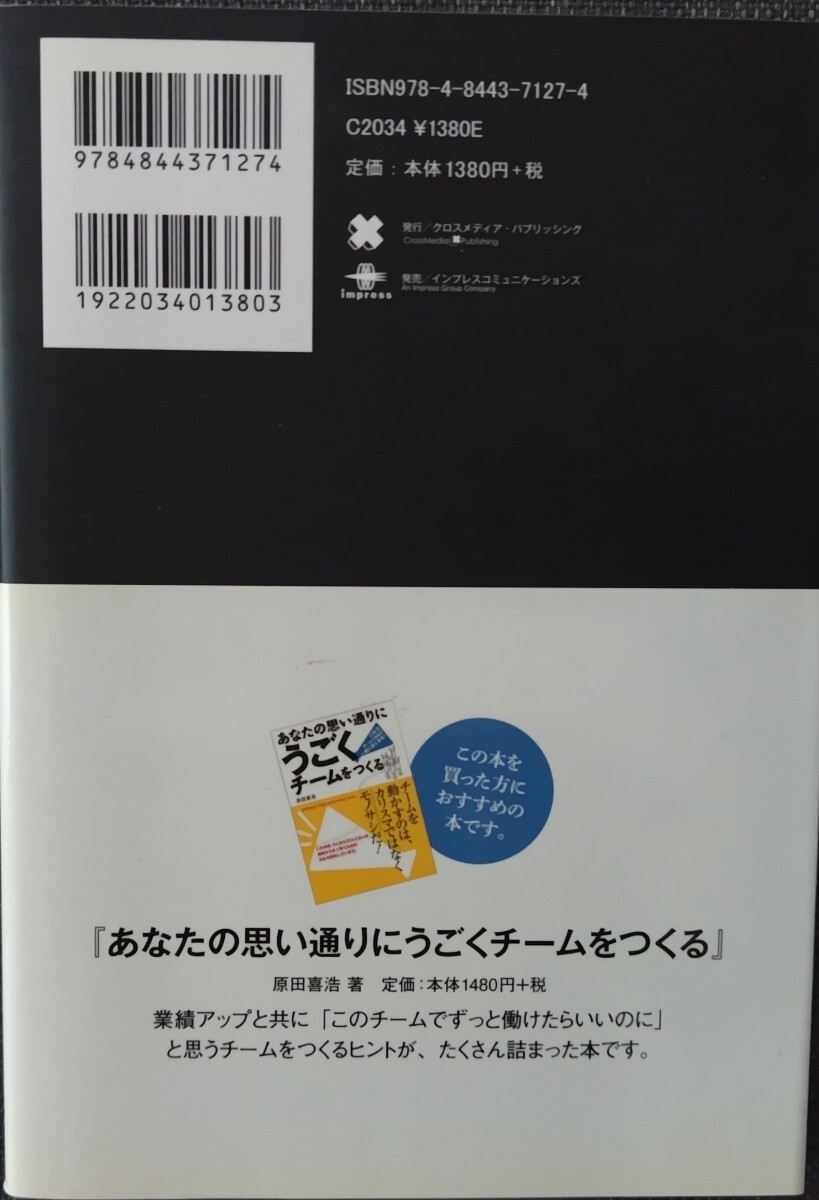 9784844371274
1922034013803
ISBN978-4-8443-7127-4
C2034 ¥1380E
定価：本体1380円+税
発行／クロスメディア・パブリッシング
CrossMedia Publishing
impress
発売／インプレスコミュニケーションズ
An Impress Group Company
あなたの思い通りに
うごく
チームをつくる
原田喜浩
チームを
動かすのは、
カリスマではなく
モノサシだ！
この本を
買った方に
おすすめの
本です。
『あなたの思い通りにうごくチームをつくる』
原田喜浩 著　定価：本体1480円+税
業績アップと共に「このチームでずっと働けたらいいのに」
と思うチームをつくるヒントが、たくさん詰まった本です。